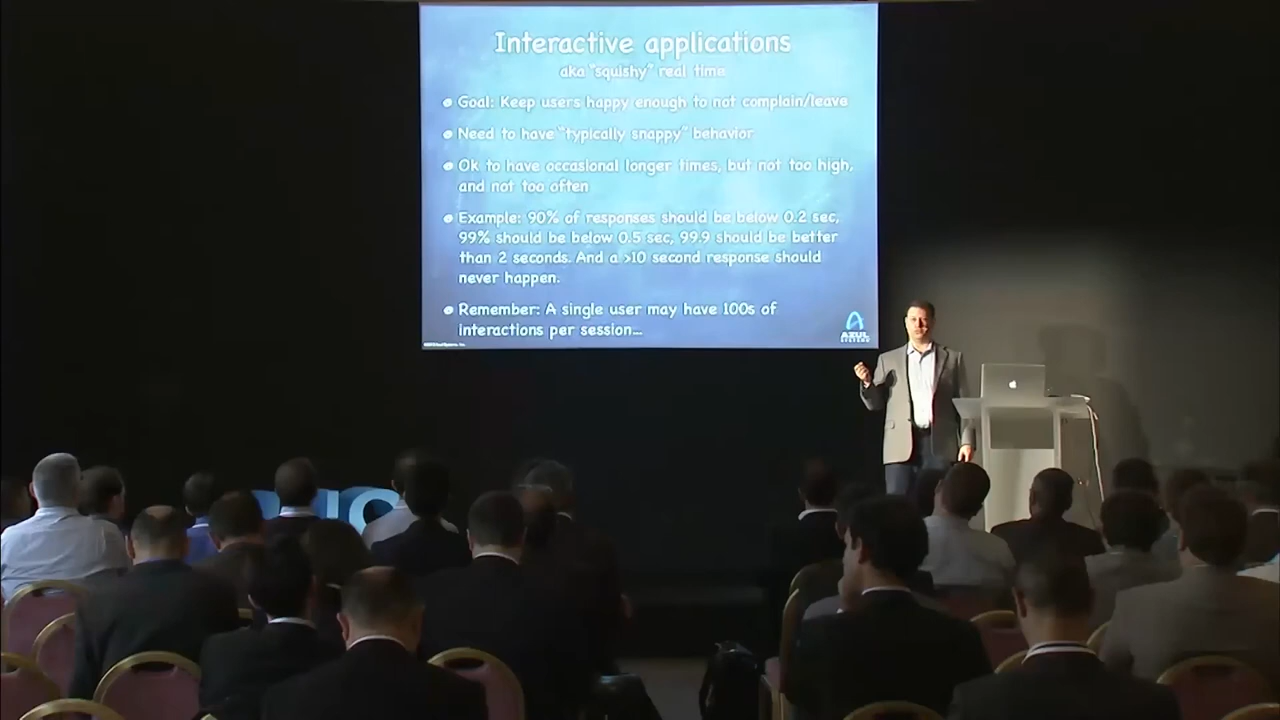 Interactive applications
aka "squishy" real time
Goal: Keep users happy enough to not complain/leave
Need to have "typically snappy" behavior
Ok to have occasional longer times, but not too high,
and not too often
Example: 90% of responses should be below 0.2 sec,
99% should be below 0.5 sec, 99.9 should be better
than 2 seconds. And a >10 second response should
never happen.
Remember: A single user may have 100s of
interactions per session...
AZUL
SYSTEMS